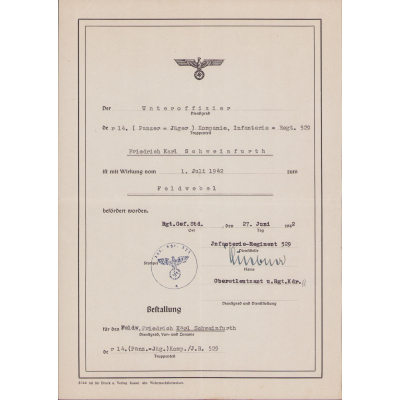 Der Unteroffizier
Dienstgrad
der 14. ( Panzer = Jäger ) Kompanie, Infanterie = Regt. 529
Truppenteil
Friedrich Karl Schweinfurth
ist mit Wirkung vom 1. Juli 1942 zum
Feldwebel
befördert worden.
Rgt.Gef.Std. , den 27. Juni 1942
Ort Tag
Infanterie-Regiment 529
Dienststelle
Name
Oberstleutnant u.Rgt.Kdr.
Dienstgrad und Dienststellung
Bestallung
für den Feldw. Friedrich Karl Schweinfurth
Dienstgrad, Vor- und Zuname
der 14.(Panz.-Jäg.)Komp./J.R. 529
Truppenteil